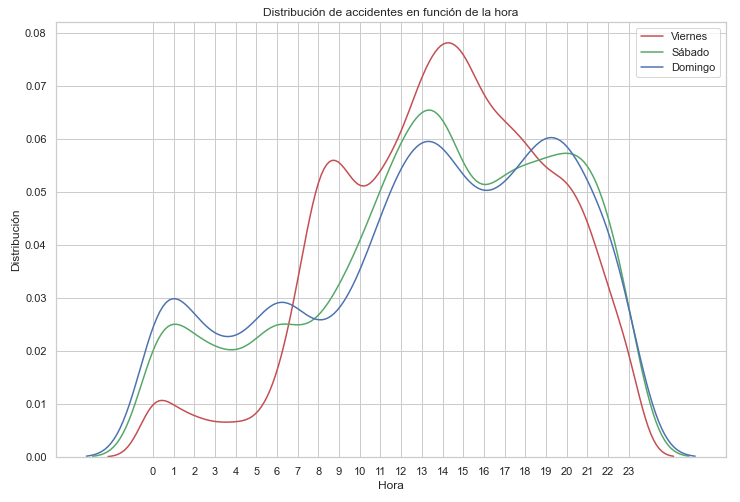 Distribución de accidentes en función de la hora
Viernes
Sábado
Domingo
Distribución
0.08
0.07
0.06
0.05
0.04
0.03
0.02
0.01
0.00
0 1 2 3 4 5 6 7 8 9 10 11 12 13 14 15 16 17 18 19 20 21 22 23
Hora